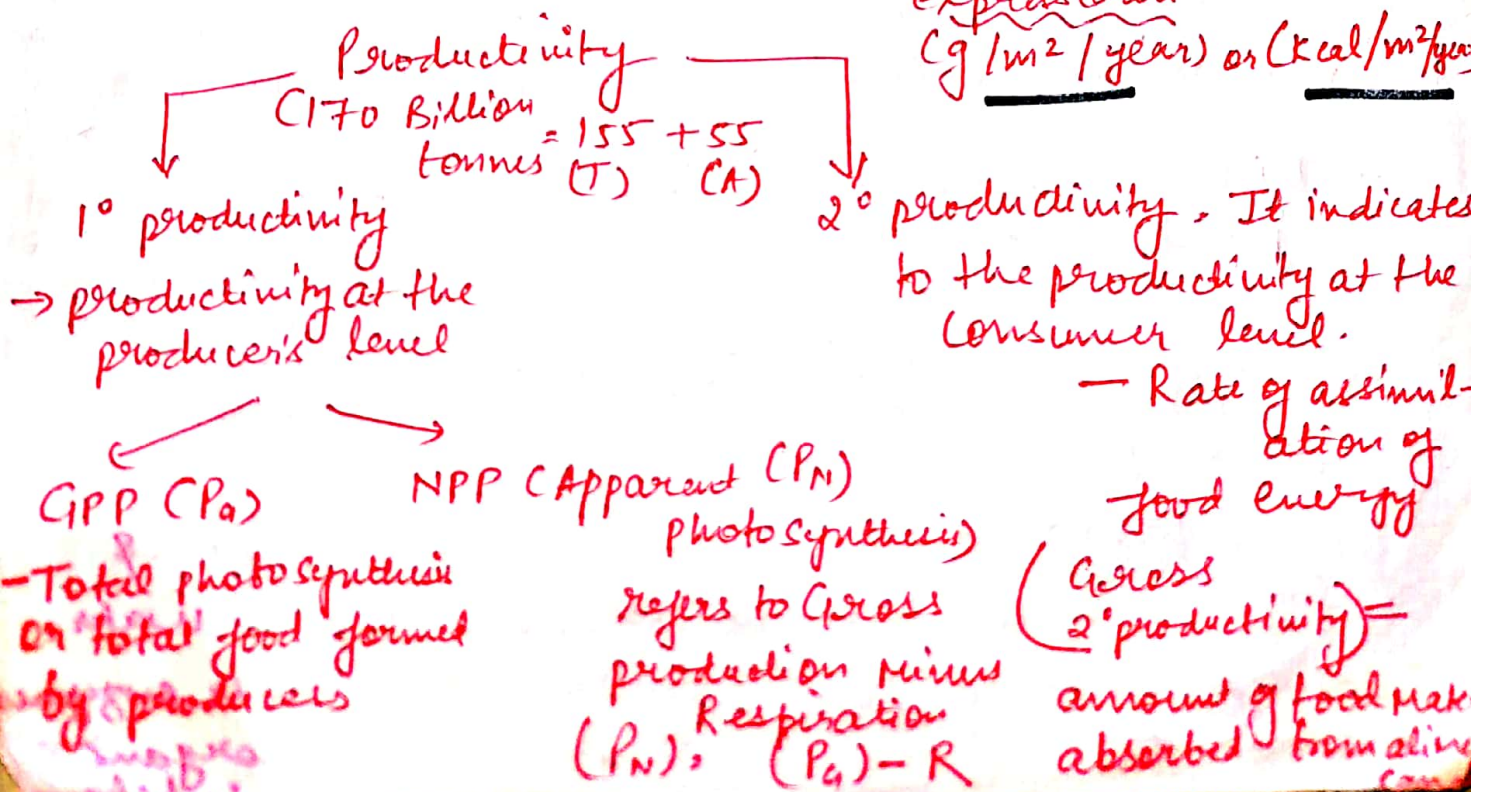 Productivity
(170 Billion
tonnes = 155 + 55
(T) (A)
(g/m²/year) or (Kcal/m²/year
1° productivity
→ productivity at the
producer's level
GPP (PG)
- Total photosynthesis
or total food formed
by producers
NPP (Apparent (PN)
photosynthesis)
refers to Gross
production minus
Respiration
(PN) = (PG) - R
2° productivity. It indicates
to the productivity at the
Consumer level.
- Rate of assimil-
ation of
food energy
(Gross
2° productivity) =
amount of food
absorbed from